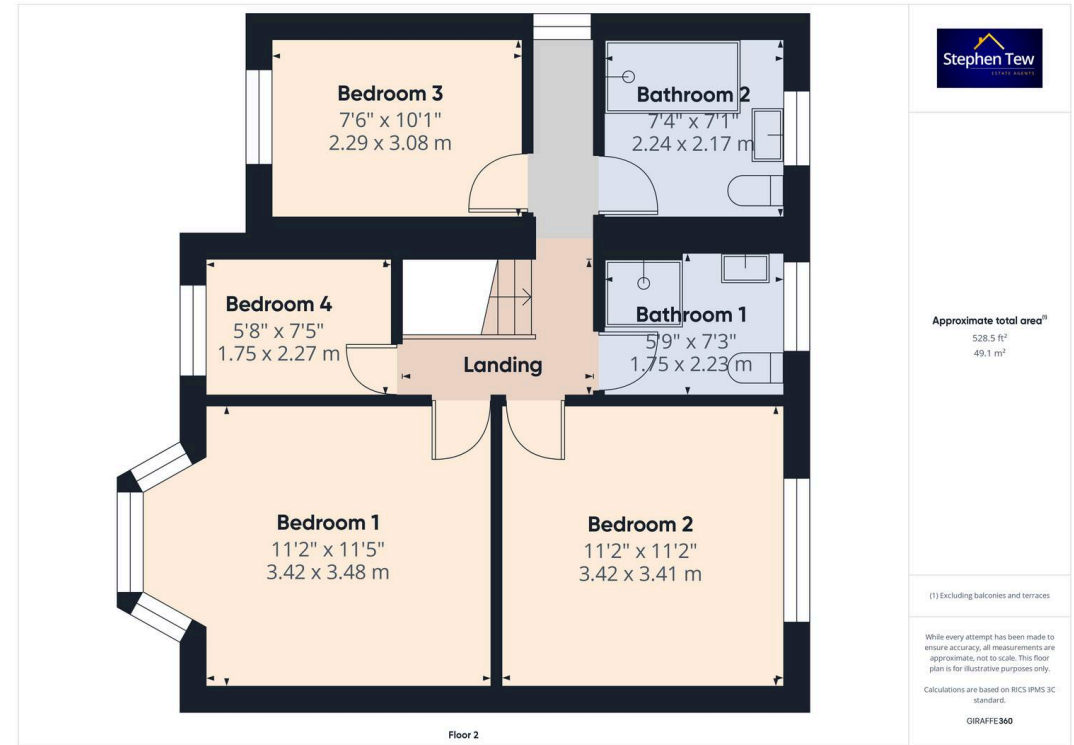 Bedroom 3
7'6" x 10'1"
2.29 x 3.08 m
Bathroom 2
7'4" x 7'1"
2.24 x 2.17 m
Bedroom 4
5'8" x 7'5"
1.75 x 2.27 m
Bathroom 1
5'9" x 7'3"
1.75 x 2.23 m
Landing
Bedroom 1
11'2" x 11'5"
3.42 x 3.48 m
Bedroom 2
11'2" x 11'2"
3.42 x 3.41 m
Floor 2
Stephen Tew
ESTATE AGENTS
Approximate total area⁽¹⁾
528.5 ft²
49.1 m²
(1) Excluding balconies and terraces
While every attempt has been made to
ensure accuracy, all measurements are
approximate, not to scale. This floor
plan is for illustrative purposes only.
Calculations are based on RICS IPMS 3C
standard.
GIRAFFE360